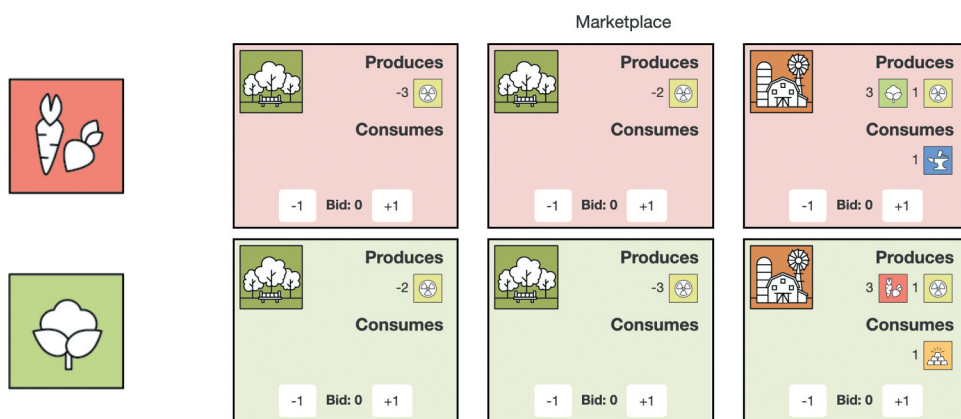 Marketplace
Produces
-3
Consumes
-1 Bid: 0 +1
Produces
-2
Consumes
-1 Bid: 0 +1
Produces
3 1
Consumes
1
-1 Bid: 0 +1
Produces
-2
Consumes
-1 Bid: 0 +1
Produces
-3
Consumes
-1 Bid: 0 +1
Produces
3 1
Consumes
1
-1 Bid: 0 +1